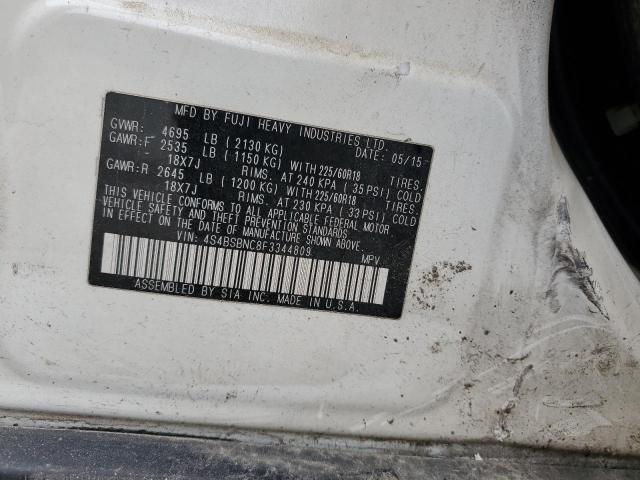 MFD BY FUJI HEAVY INDUSTRIES LTD.
GVWR: 4695 LB ( 2130 KG) DATE: 05/15
GAWR:F 2535 LB ( 1150 KG) WITH 225/60R18 TIRES.
18X7J RIMS. AT 240 KPA ( 35 PSI) COLD
GAWR:R 2645 LB ( 1200 KG) WITH 225/60R18 TIRES.
18X7J RIMS. AT 230 KPA ( 33 PSI) COLD
THIS VEHICLE CONFORMS TO ALL APPLICABLE FEDERAL MOTOR
VEHICLE SAFETY AND BUMPER STANDARDS IN EFFECT ON
THE DATE OF MANUFACTURE SHOWN ABOVE.
VIN: 4S4BSBNC8F3344809 MPV
ASSEMBLED BY SIA INC. MADE IN U.S.A.